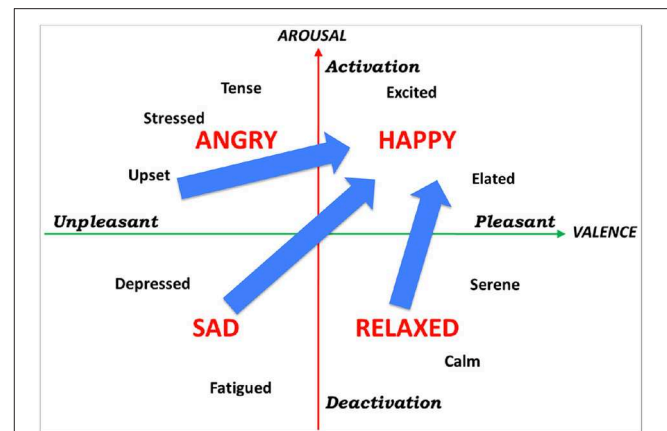 AROUSAL
Activation
Tense
Excited
Stressed
ANGRY
HAPPY
Upset
Elated
Unpleasant
Pleasant
VALENCE
Depressed
Serene
SAD
RELAXED
Calm
Fatigued
Deactivation